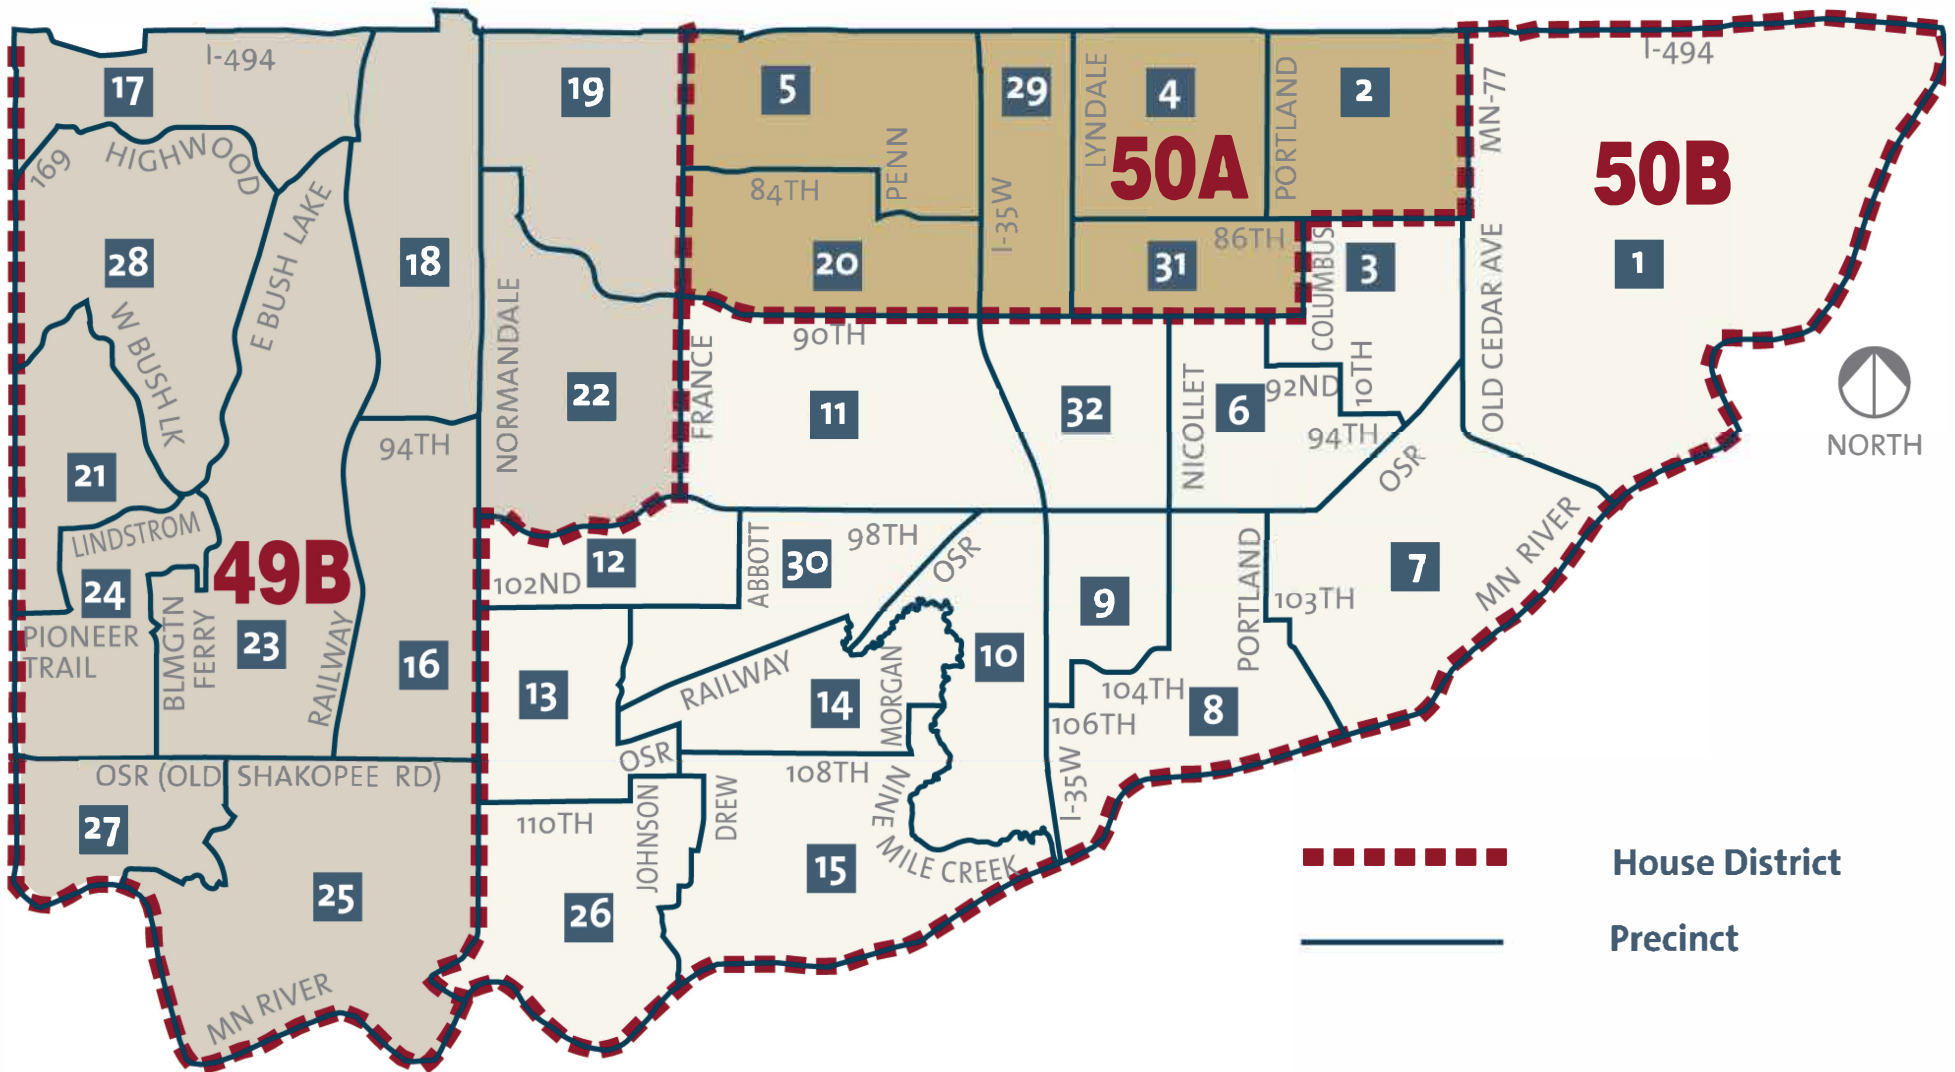 I-494
I-494
17
19
5
29
LYNDALE
4
PORTLAND
2
MN-77
169
HIGHWOOD
PENN
50A
50B
84TH
I-35W
28
E BUSH LAKE
18
20
86TH
31
COLUMBUS
3
OLD CEDAR AVE
1
W BUSH LK
NORMANDALE
22
FRANCE
90TH
11
32
NICOLLET
6
92ND
10TH
94TH
94TH
OSR
NORTH
21
LINDSTROM
49B
12
102ND
ABBOTT
30
98TH
OSR
9
PORTLAND
103TH
7
MN RIVER
24
PIONEER
TRAIL
BLMGTN
FERRY
23
RAILWAY
16
13
RAILWAY
14
MORGAN
10
104TH
106TH
8
OSR
108TH
OSR (OLD SHAKOPEE RD)
27
110TH
JOHNSON
DREW
NINE
MILE CREEK
I-35W
15
25
26
MN RIVER
House District
Precinct